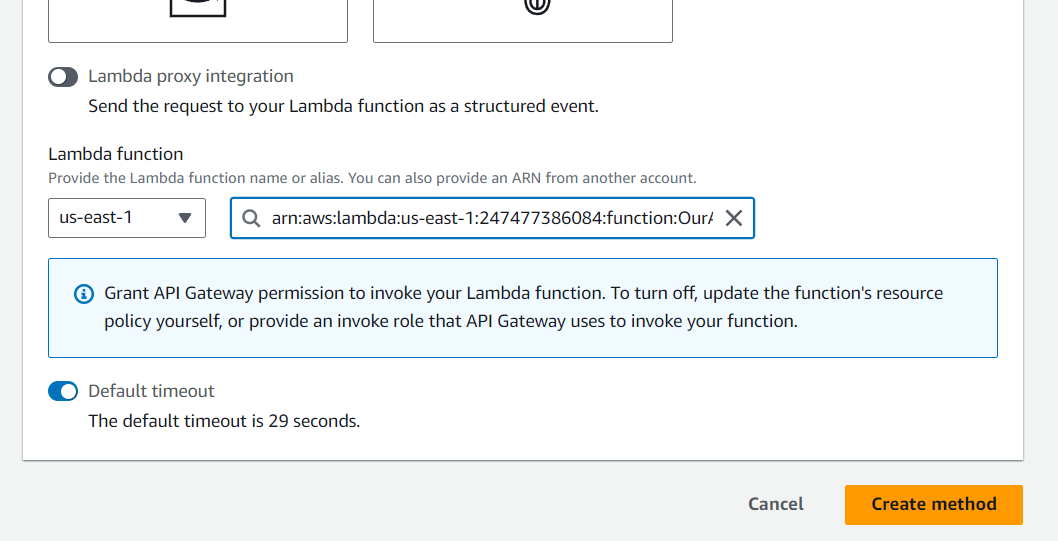 Lambda proxy integration
Send the request to your Lambda function as a structured event.
Lambda function
Provide the Lambda function name or alias. You can also provide an ARN from another account.
us-east-1
arn:aws:lambda:us-east-1:247477386084:function:Our
Grant API Gateway permission to invoke your Lambda function. To turn off, update the function's resource
policy yourself, or provide an invoke role that API Gateway uses to invoke your function.
Default timeout
The default timeout is 29 seconds.
Cancel
Create method